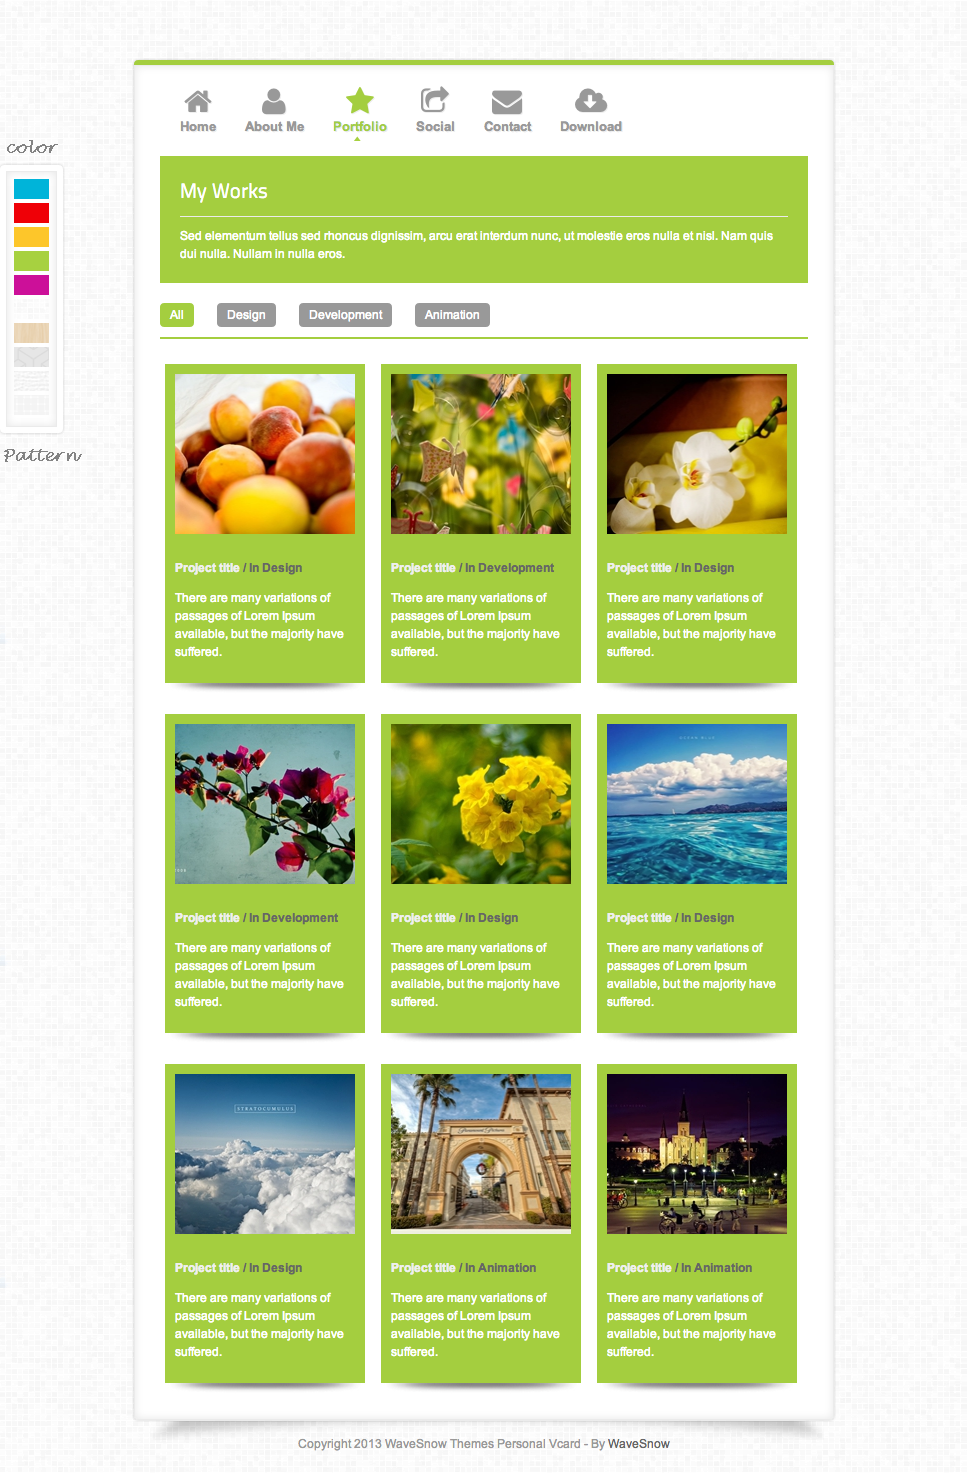 Home About Me Portfolio Social Contact Download
color
My Works
Sed elementum tellus sed rhoncus dignissim, arcu erat interdum nunc, ut molestie eros nulla et nisl. Nam quis
dui nulla. Nullam in nulla eros.
All Design Development Animation
Pattern
Project title / In Design
There are many variations of
passages of Lorem Ipsum
available, but the majority have
suffered.
Project title / In Development
There are many variations of
passages of Lorem Ipsum
available, but the majority have
suffered.
Project title / In Design
There are many variations of
passages of Lorem Ipsum
available, but the majority have
suffered.
Project title / In Development
There are many variations of
passages of Lorem Ipsum
available, but the majority have
suffered.
Project title / In Design
There are many variations of
passages of Lorem Ipsum
available, but the majority have
suffered.
OCEAN BLUE
Project title / In Design
There are many variations of
passages of Lorem Ipsum
available, but the majority have
suffered.
STRATOCUMULUS
Project title / In Design
There are many variations of
passages of Lorem Ipsum
available, but the majority have
suffered.
Paramount Pictures
Project title / In Animation
There are many variations of
passages of Lorem Ipsum
available, but the majority have
suffered.
Project title / In Animation
There are many variations of
passages of Lorem Ipsum
available, but the majority have
suffered.
Copyright 2013 WaveSnow Themes Personal Vcard - By WaveSnow